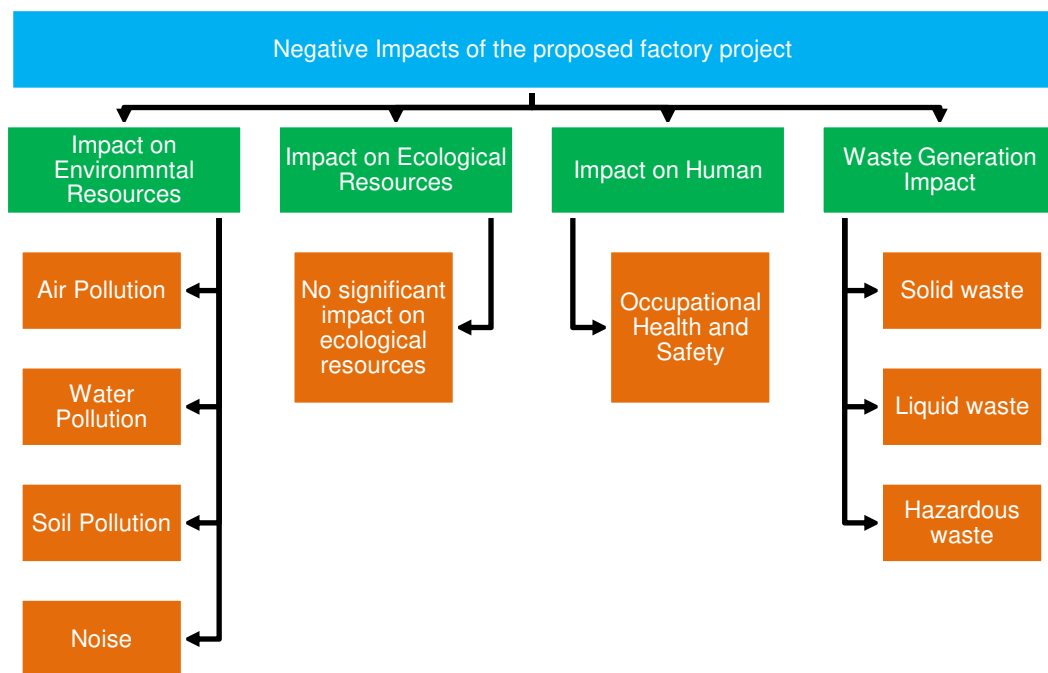 Negative Impacts of the proposed factory project
Impact on
Environmntal
Resources
Impact on Ecological
Resources
Impact on Human
Waste Generation
Impact
Air Pollution
Water
Pollution
Soil Pollution
Noise
No significant
impact on
ecological
resources
Occupational
Health and
Safety
Solid waste
Liquid waste
Hazardous
waste